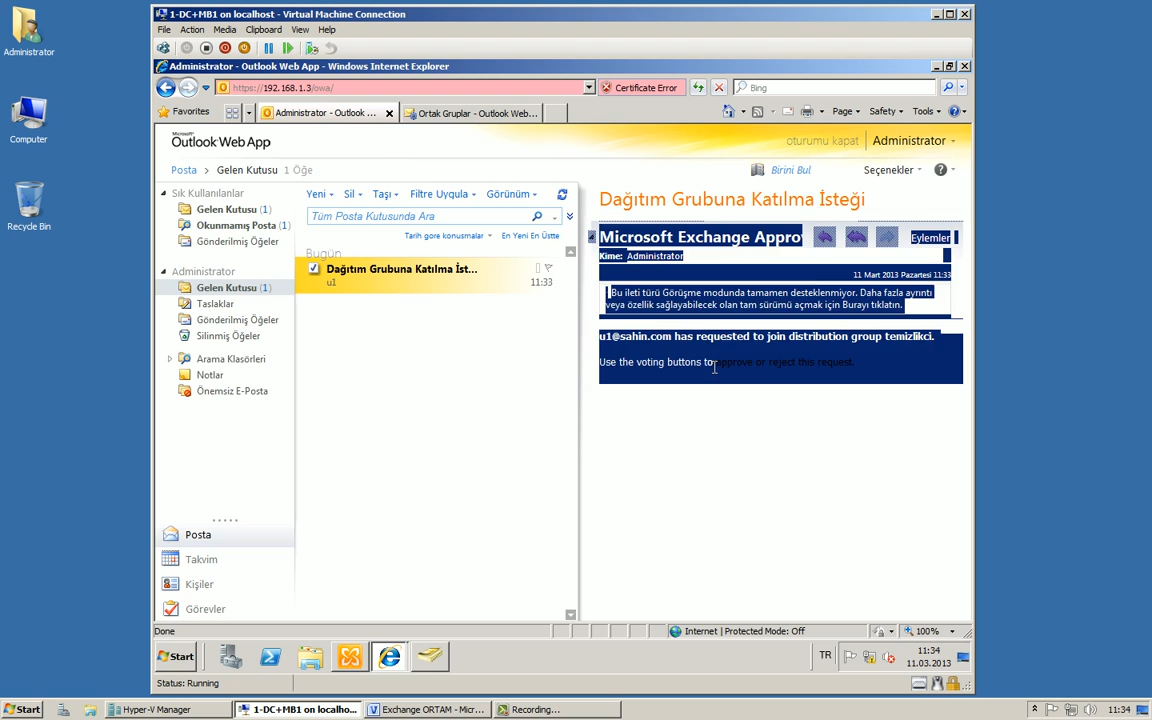 Administrator
Computer
Recycle Bin
1-DC+MB1 on localhost - Virtual Machine Connection
File Action Media Clipboard View Help
Administrator - Outlook Web App - Windows Internet Explorer
https://192.168.1.3/owa/
Certificate Error
Bing
Favorites
Administrator - Outlook ...
Ortak Gruplar - Outlook Web...
Page
Safety
Tools
Microsoft
Outlook Web App
oturumu kapat
Administrator
Posta > Gelen Kutusu 1 Öğe
Birini Bul
Seçenekler
Sık Kullanılanlar
Gelen Kutusu (1)
Okunmamış Posta (1)
Gönderilmiş Öğeler
Administrator
Gelen Kutusu (1)
Taslaklar
Gönderilmiş Öğeler
Silinmiş Öğeler
Arama Klasörleri
Notlar
Önemsiz E-Posta
Posta
Takvim
Kişiler
Görevler
Yeni Sil Taşı Filtre Uygula Görünüm
Tüm Posta Kutusunda Ara
Tarih gore konusmalar En Yeni En Üstte
Bugün
Dağıtım Grubuna Katılma İst...
u1 11:33
Dağıtım Grubuna Katılma İsteği
Microsoft Exchange Approv
Eylemler
Kime: Administrator
11 Mart 2013 Pazartesi 11:33
Bu ileti türü Görüşme modunda tamamen desteklenmiyor. Daha fazla ayrıntı
veya özellik sağlayabilecek olan tam sürümü açmak için Burayı tıklatın.
u1@sahin.com has requested to join distribution group temizlikci.
Use the voting buttons to approve or reject this request.
Done
Internet | Protected Mode: Off
100%
Start
TR
11:34
11.03.2013
Status: Running
Start
Hyper-V Manager
1-DC+MB1 on localho...
Exchange ORTAM - Micr...
Recording...
11:34